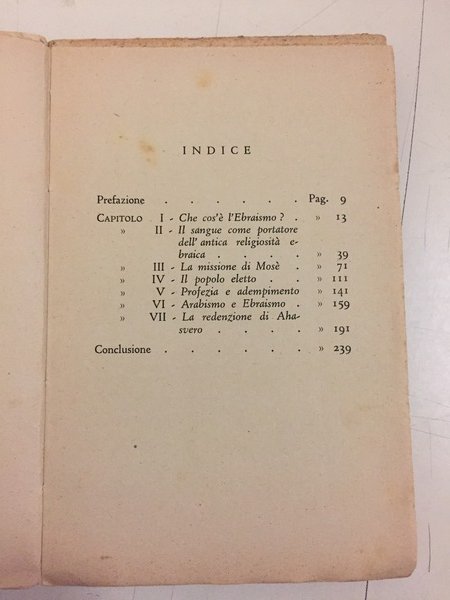 INDICE
Prefazione . . . . . . Pag. 9
CAPITOLO I - Che cos'è l'Ebraismo ? . » 13
» II - Il sangue come portatore
dell'antica religiosità e-
braica . . . . » 39
» III - La missione di Mosè . » 71
» IV - Il popolo eletto . . » 111
» V - Profezia e adempimento » 141
» VI - Arabismo e Ebraismo . » 159
» VII - La redenzione di Aha-
svero . . . . » 191
Conclusione . . . . . . » 239